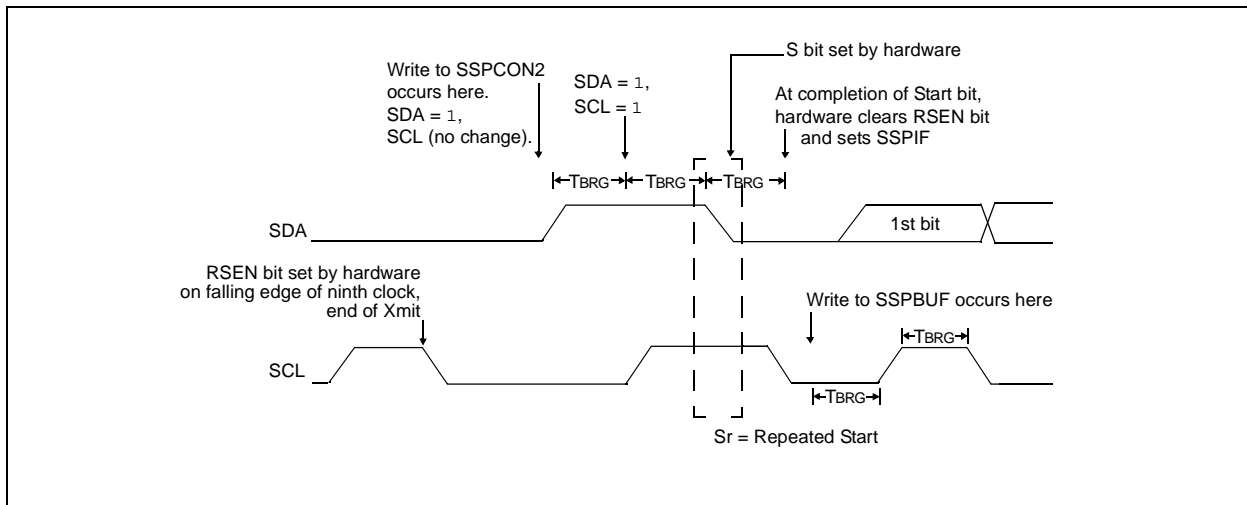 S bit set by hardware
Write to SSPCON2
occurs here.
SDA = 1,
SCL (no change).
SDA = 1,
SCL = 1
At completion of Start bit,
hardware clears RSEN bit
and sets SSPIF
TBRG
TBRG
TBRG
SDA
1st bit
RSEN bit set by hardware
on falling edge of ninth clock,
end of Xmit
Write to SSPBUF occurs here
TBRG
SCL
TBRG
Sr = Repeated Start